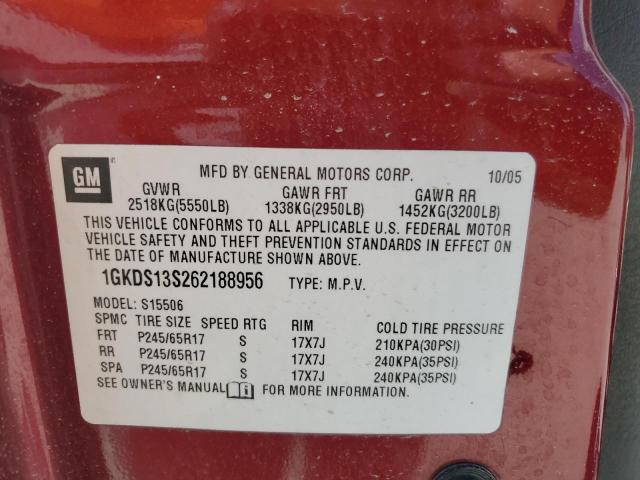 GM
MFD BY GENERAL MOTORS CORP. 10/05
GVWR GAWR FRT GAWR RR
2518KG(5550LB) 1338KG(2950LB) 1452KG(3200LB)
THIS VEHICLE CONFORMS TO ALL APPLICABLE U.S. FEDERAL MOTOR
VEHICLE SAFETY AND THEFT PREVENTION STANDARDS IN EFFECT ON
THE DATE OF MANUFACTURE SHOWN ABOVE.
1GKDS13S262188956 TYPE: M.P.V.
MODEL: S15506
SPMC TIRE SIZE SPEED RTG RIM COLD TIRE PRESSURE
FRT P245/65R17 S 17X7J 210KPA(30PSI)
RR P245/65R17 S 17X7J 240KPA(35PSI)
SPA P245/65R17 S 17X7J 240KPA(35PSI)
SEE OWNER'S MANUAL FOR MORE INFORMATION.